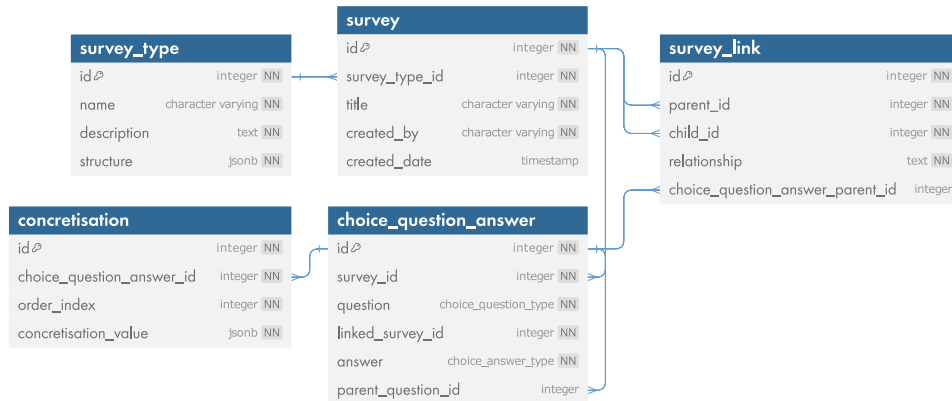 survey_type
id integer NN
name character varying NN
description text NN
structure jsonb NN
survey
id integer NN
survey_type_id integer NN
title character varying NN
created_by character varying NN
created_date timestamp
survey_link
id integer NN
parent_id integer NN
child_id integer NN
relationship text NN
choice_question_answer_parent_id integer
concretisation
id integer NN
choice_question_answer_id integer NN
order_index integer NN
concretisation_value jsonb NN
choice_question_answer
id integer NN
survey_id integer NN
question choice_question_type NN
linked_survey_id integer NN
answer choice_answer_type NN
parent_question_id integer